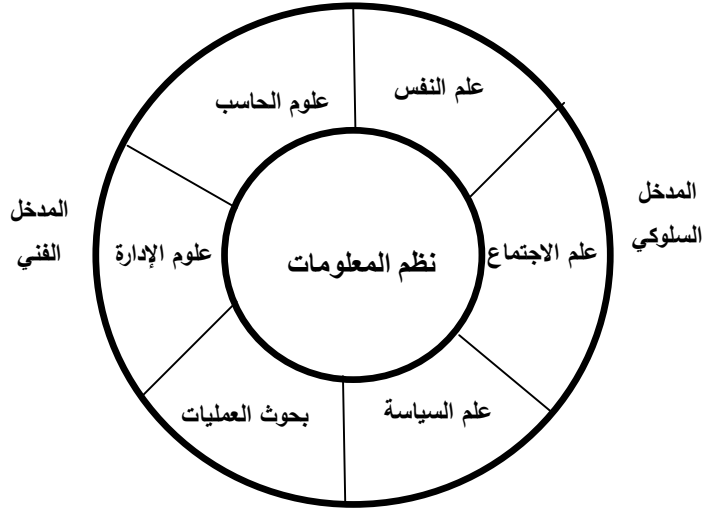 علم النفس
علوم الحاسب
المدخل
السلوكي
المدخل
الفني
علم الاجتماع
نظم المعلومات
علوم الإدارة
علم السياسة
بحوث العمليات